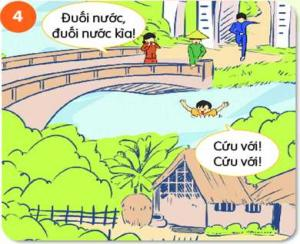 4
Đuối nước,
đuối nước kìa!
Cứu với!
Cứu với!